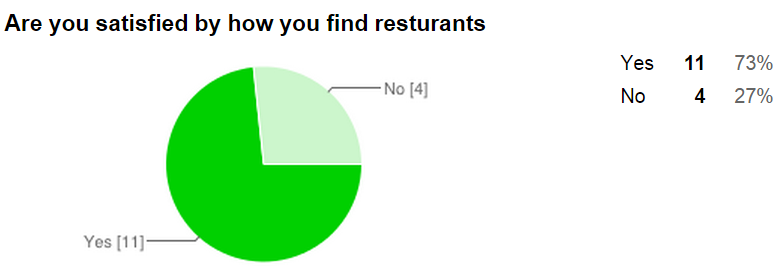 Are you satisfied by how you find resturants
Yes 11 73%
No 4 27%
No [4]
Yes [11]